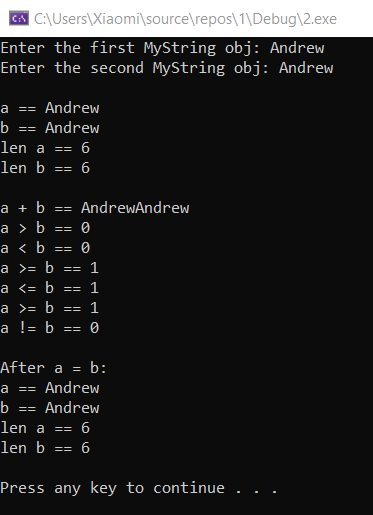 C:\Users\Xiaomi\source\repos\1\Debug\2.exe
Enter the first MyString obj: Andrew
Enter the second MyString obj: Andrew
a == Andrew
b == Andrew
len a == 6
len b == 6
a + b == AndrewAndrew
a > b == 0
a < b == 0
a >= b == 1
a <= b == 1
a >= b == 1
a != b == 0
After a = b:
a == Andrew
b == Andrew
len a == 6
len b == 6
Press any key to continue . . .